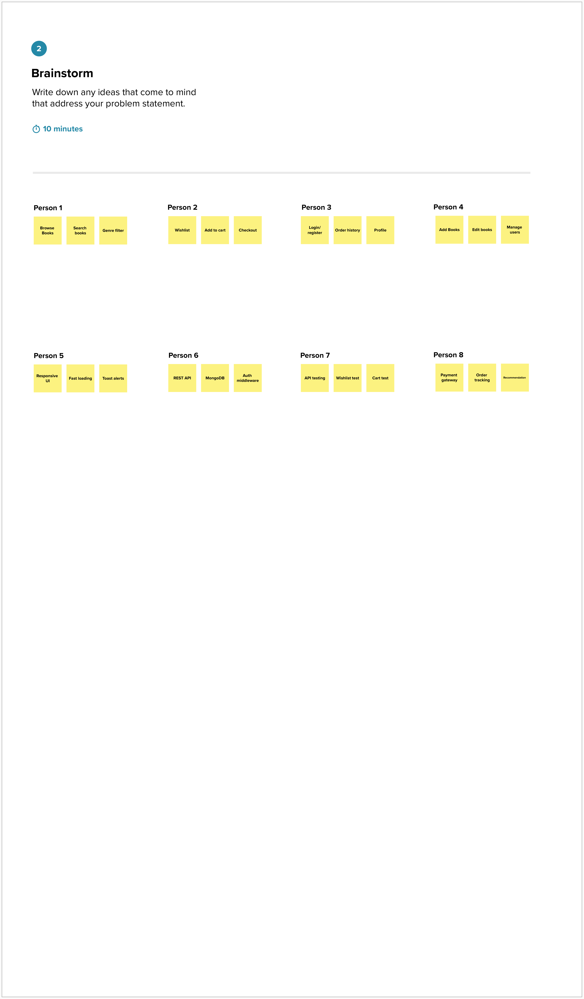 2
Brainstorm
Write down any ideas that come to mind
that address your problem statement.
10 minutes
Person 1
Browse
Books
Search
books
Genre filter
Person 2
Wishlist
Add to cart
Checkout
Person 3
Login/
register
Order history
Profile
Person 4
Add Books
Edit books
Manage
users
Person 5
Responsive
UI
Fast loading
Toast alerts
Person 6
REST API
MongoDB
Auth
middleware
Person 7
API testing
Wishlist test
Cart test
Person 8
Payment
gateway
Order
tracking
Recommendation